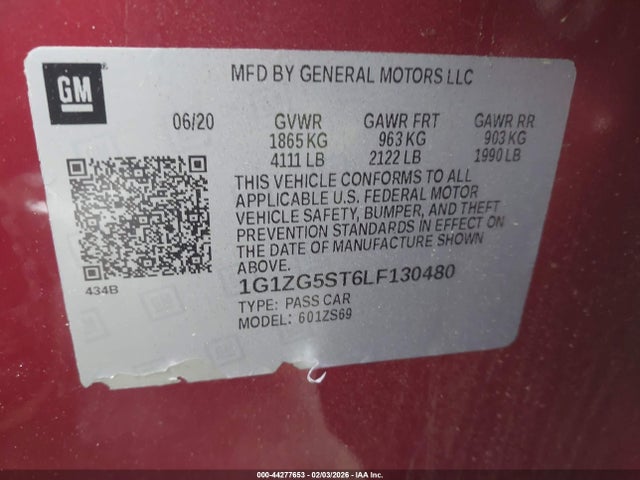 GM
MFD BY GENERAL MOTORS LLC
06/20 GVWR GAWR FRT GAWR RR
1865 KG 963 KG 903 KG
4111 LB 2122 LB 1990 LB
THIS VEHICLE CONFORMS TO ALL
APPLICABLE U.S. FEDERAL MOTOR
VEHICLE SAFETY, BUMPER, AND THEFT
PREVENTION STANDARDS IN EFFECT ON
THE DATE OF MANUFACTURE SHOWN
ABOVE.
434B
1G1ZG5ST6LF130480
TYPE: PASS CAR
MODEL: 601ZS69
000-44277653 - 02/03/2026 - IAA Inc.